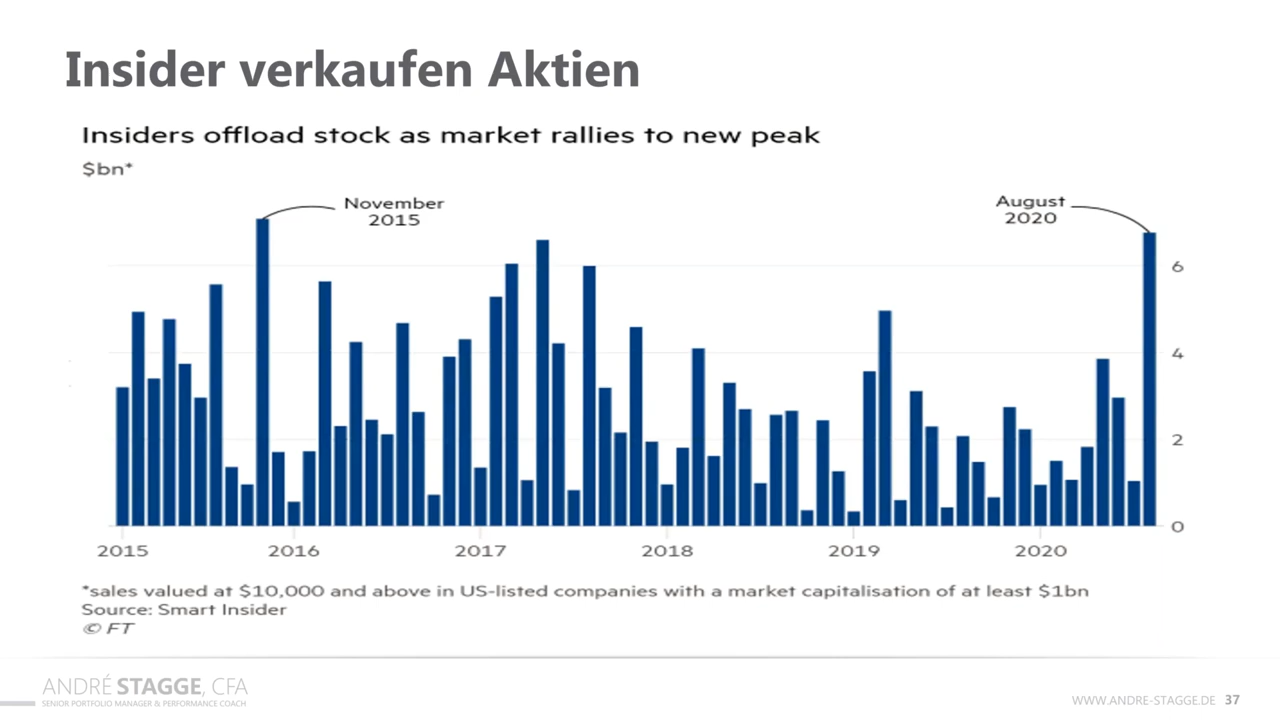 Insider verkaufen Aktien
Insiders offload stock as market rallies to new peak
$bn*
November
2015
August
2020
6
4
2
0
2015 2016 2017 2018 2019 2020
*sales valued at $10,000 and above in US-listed companies with a market capitalisation of at least $1bn
Source: Smart Insider
© FT
ANDRÉ STAGGE, CFA
SENIOR PORTFOLIO MANAGER & PERFORMANCE COACH
WWW.ANDRE-STAGGE.DE 37